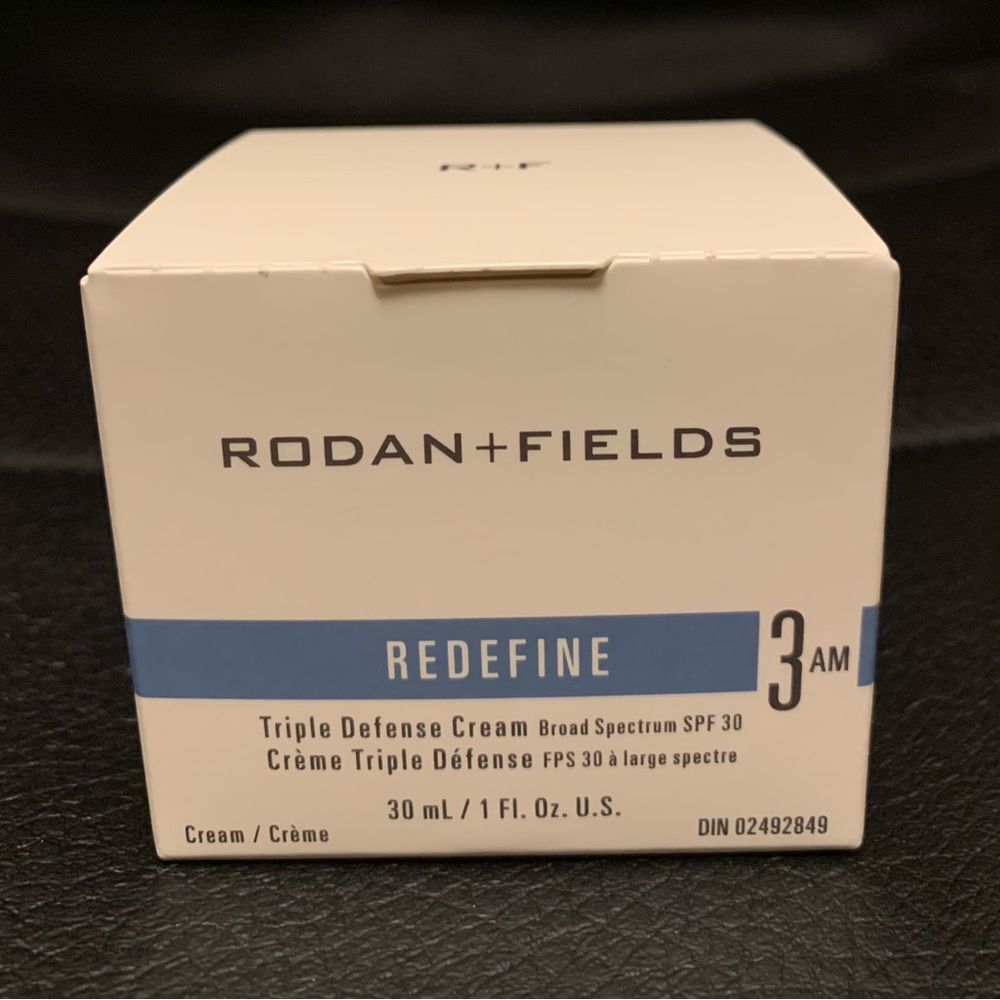 R+F
RODAN+FIELDS
REDEFINE
3 AM
Triple Defense Cream Broad Spectrum SPF 30
Crème Triple Défense FPS 30 à large spectre
30 mL / 1 Fl. Oz. U.S.
Cream / Crème
DIN 02492849